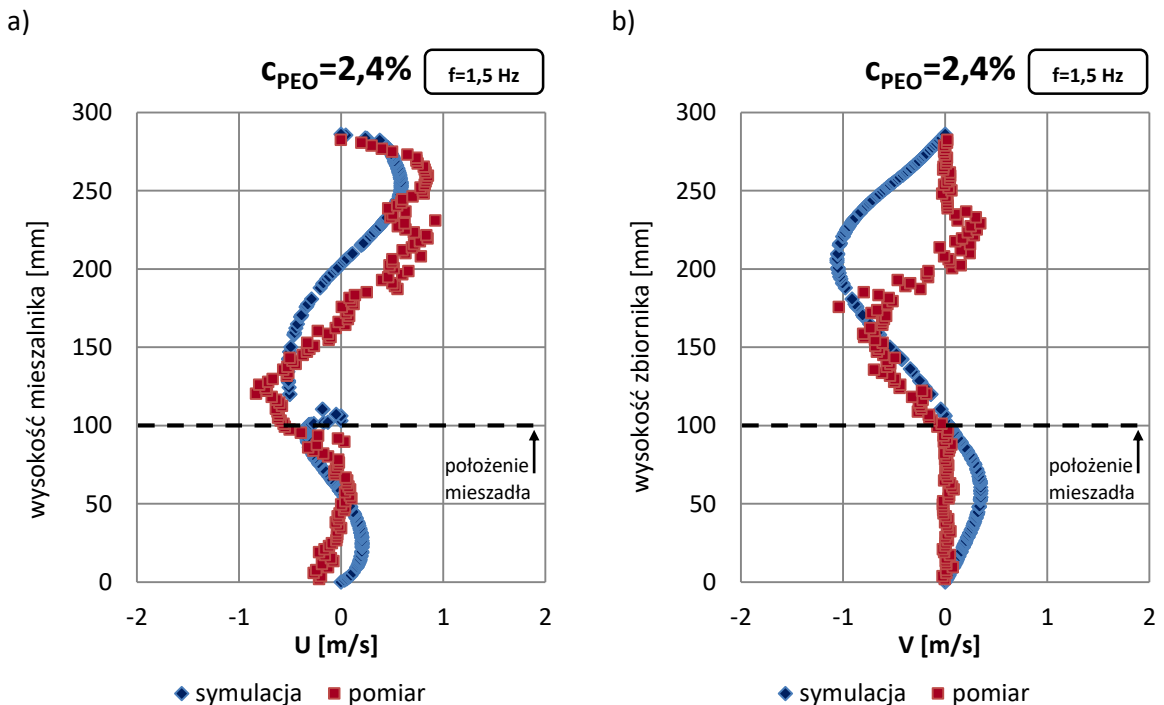 a)
c_PEO=2,4%
f=1,5 Hz
wysokość mieszalnika [mm]
300
250
200
150
100
50
0
położenie
mieszadła
-2 -1 0 1 2
U [m/s]
symulacja pomiar
b)
c_PEO=2,4%
f=1,5 Hz
wysokość zbiornika [mm]
300
250
200
150
100
50
0
położenie
mieszadła
-2 -1 0 1 2
V [m/s]
symulacja pomiar